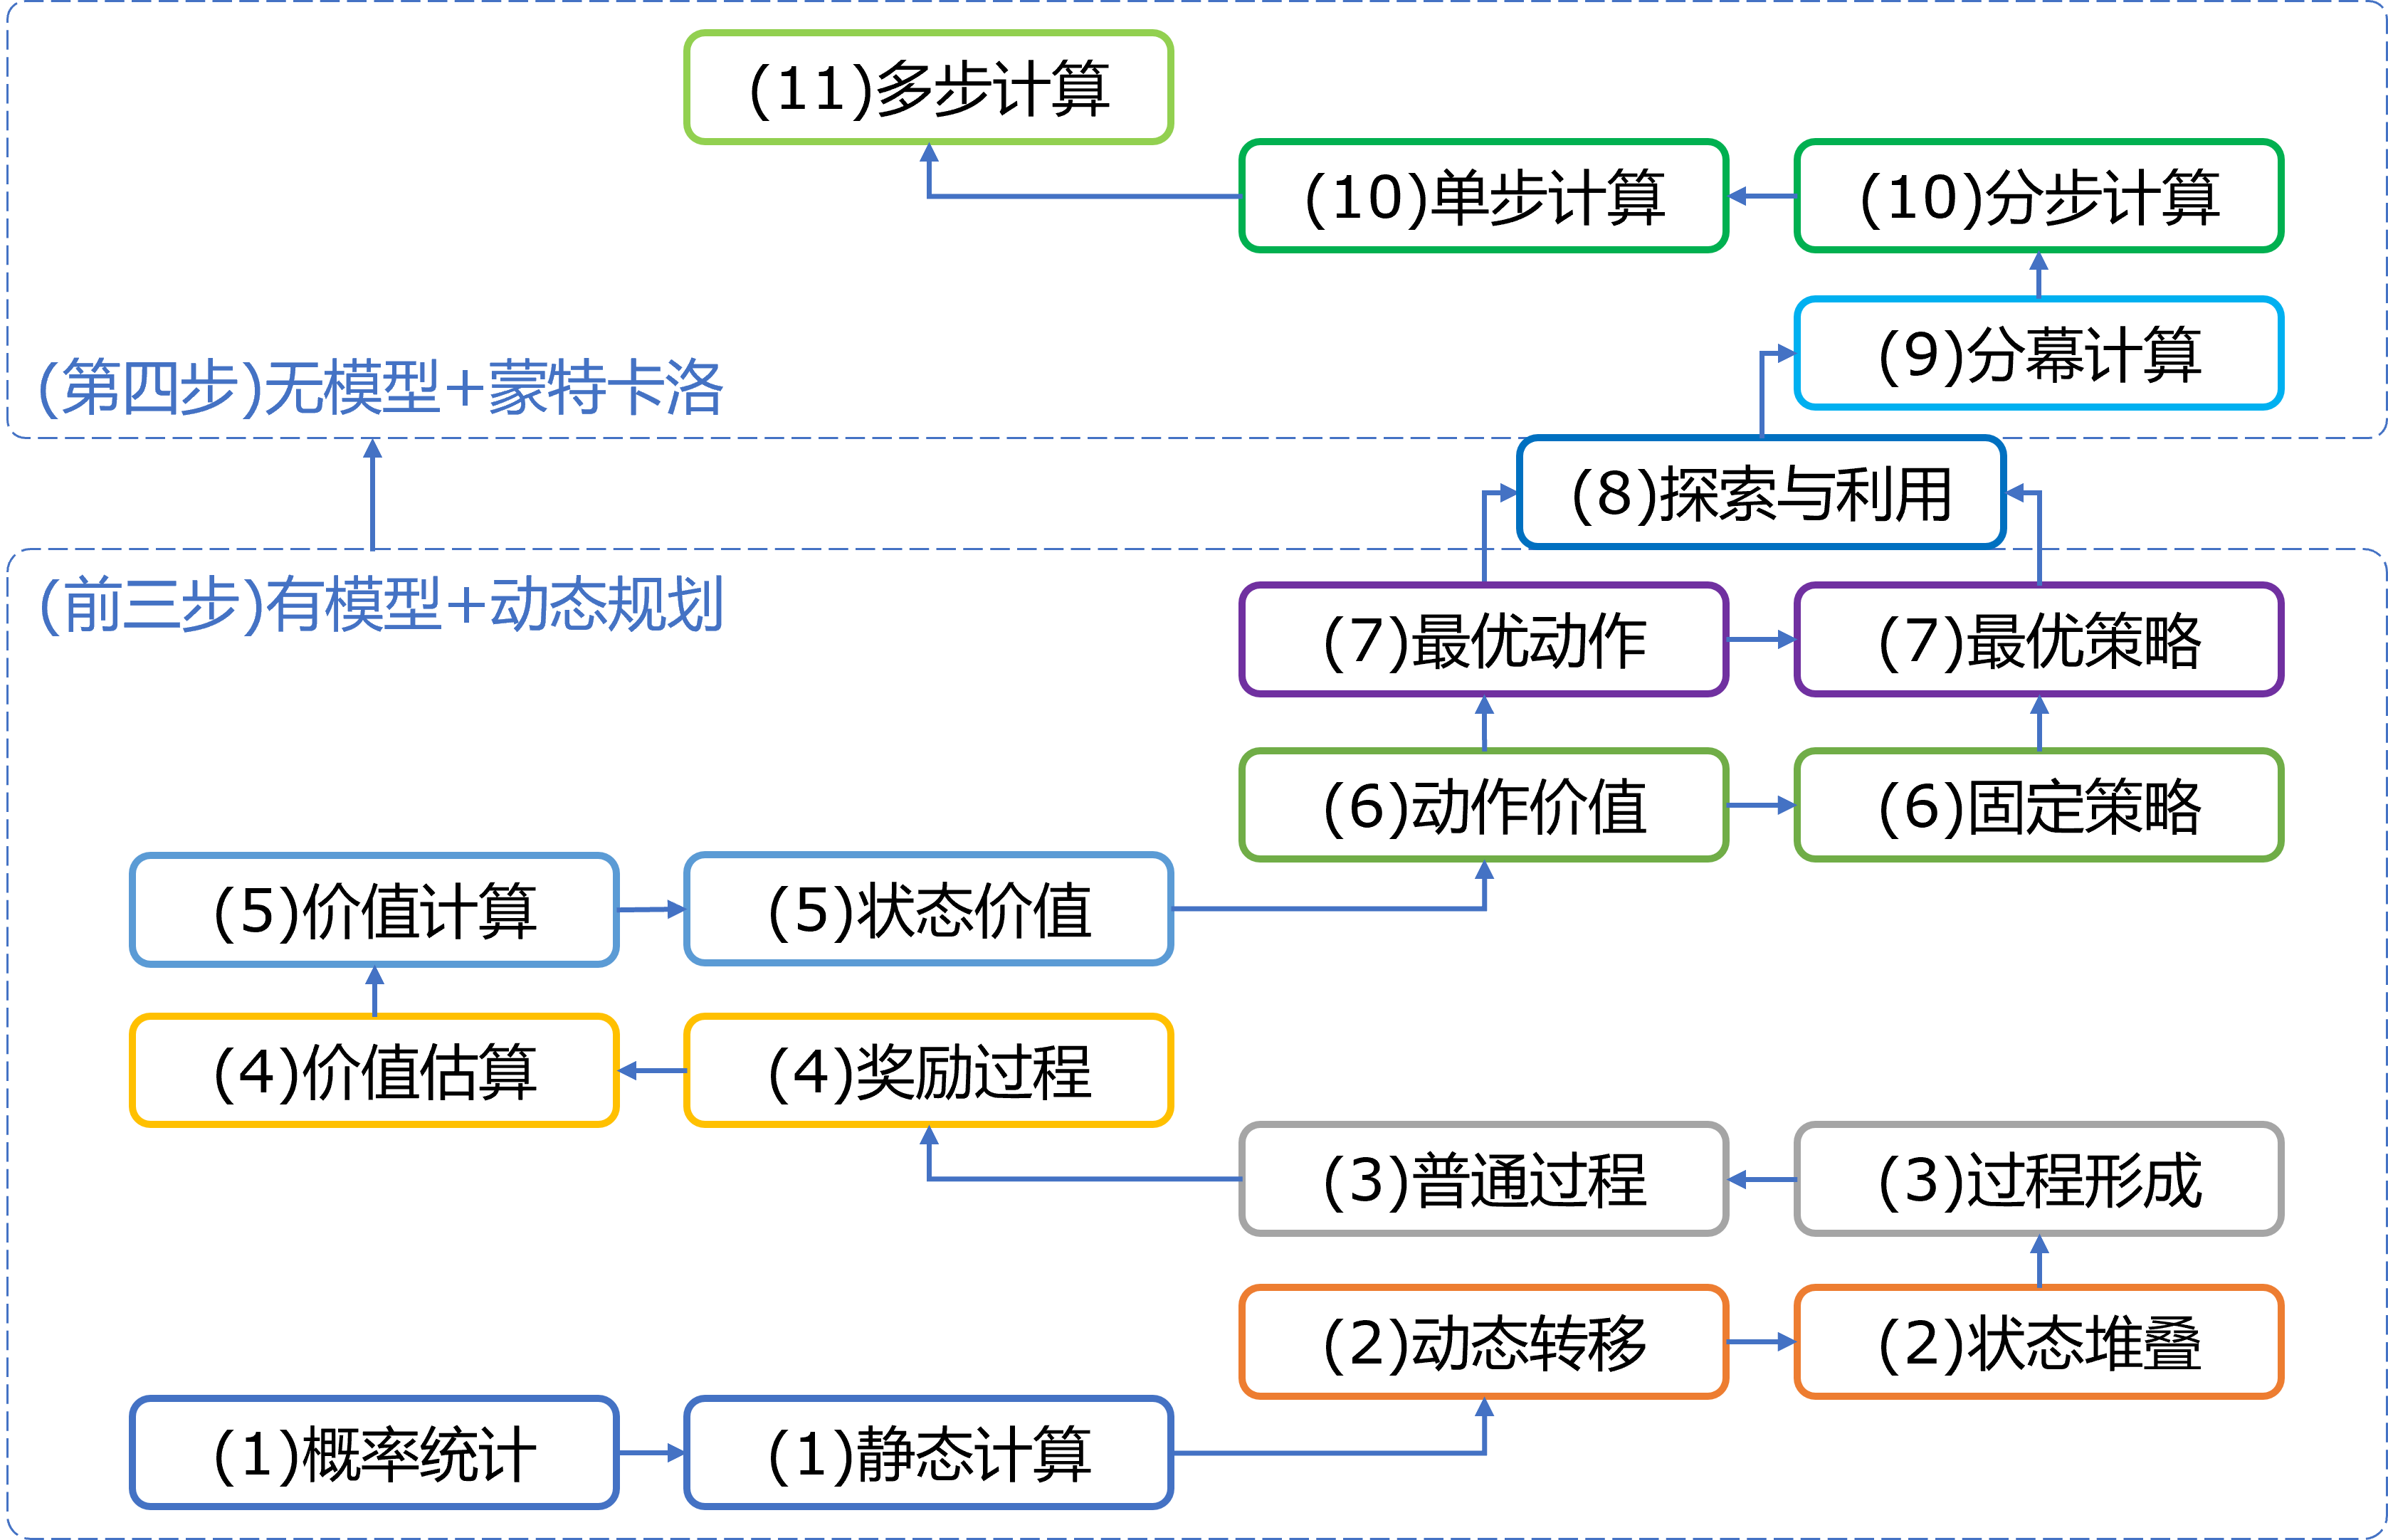 (11)多步计算
(10)单步计算
(10)分步计算
(9)分幕计算
(第四步)无模型+蒙特卡洛
(8)探索与利用
(前三步)有模型+动态规划
(7)最优动作
(7)最优策略
(6)动作价值
(6)固定策略
(5)价值计算
(5)状态价值
(4)价值估算
(4)奖励过程
(3)普通过程
(3)过程形成
(2)动态转移
(2)状态堆叠
(1)概率统计
(1)静态计算